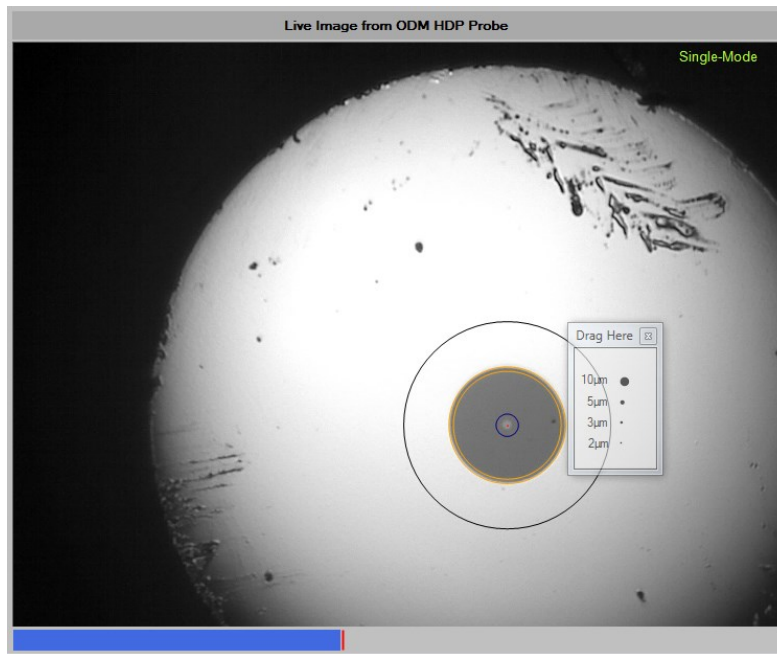 Live Image from ODM HDP Probe
Single-Mode
Drag Here
10µm
5µm
3µm
2µm